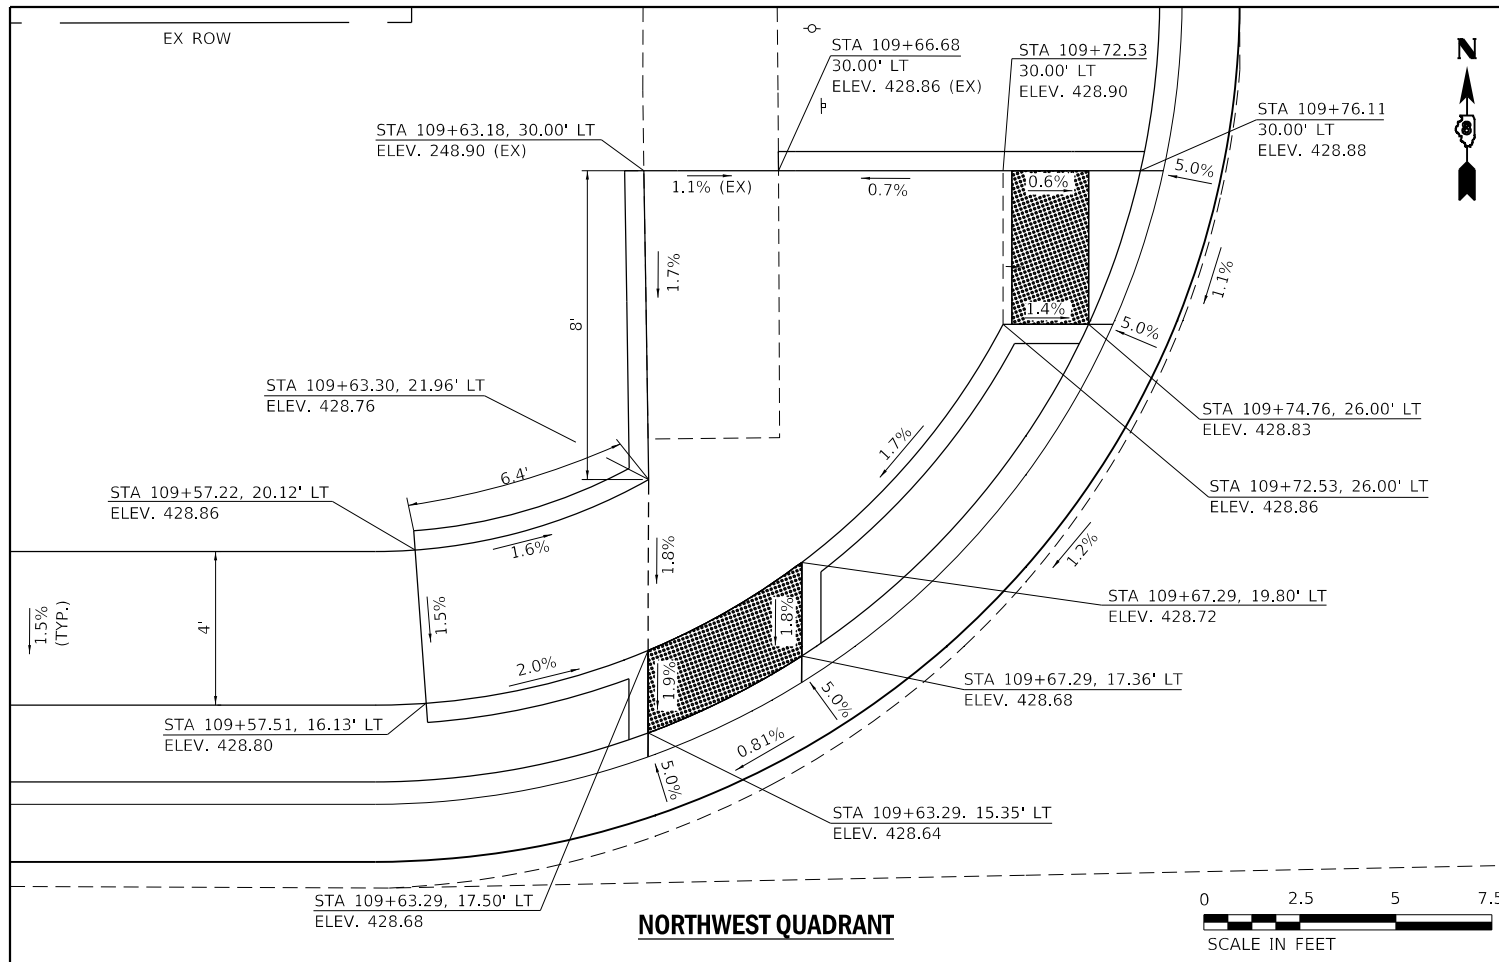 EX ROW
STA 109+66.68
30.00' LT
ELEV. 428.86 (EX)
STA 109+72.53
30.00' LT
ELEV. 428.90
N
STA 109+76.11
30.00' LT
ELEV. 428.88
STA 109+63.18, 30.00' LT
ELEV. 248.90 (EX)
1.1% (EX)
0.7%
0.6%
5.0%
1.7%
1.1%
8'
1.4%
5.0%
STA 109+63.30, 21.96' LT
ELEV. 428.76
STA 109+74.76, 26.00' LT
ELEV. 428.83
1.7%
6.4'
STA 109+57.22, 20.12' LT
ELEV. 428.86
STA 109+72.53, 26.00' LT
ELEV. 428.86
1.6%
1.8%
1.2%
1.5%
(TYP.)
4'
1.5%
1.8%
STA 109+67.29, 19.80' LT
ELEV. 428.72
2.0%
1.9%
5.0%
STA 109+67.29, 17.36' LT
ELEV. 428.68
STA 109+57.51, 16.13' LT
ELEV. 428.80
0.81%
5.0%
STA 109+63.29. 15.35' LT
ELEV. 428.64
STA 109+63.29, 17.50' LT
ELEV. 428.68
NORTHWEST QUADRANT
0 2.5 5 7.5
SCALE IN FEET